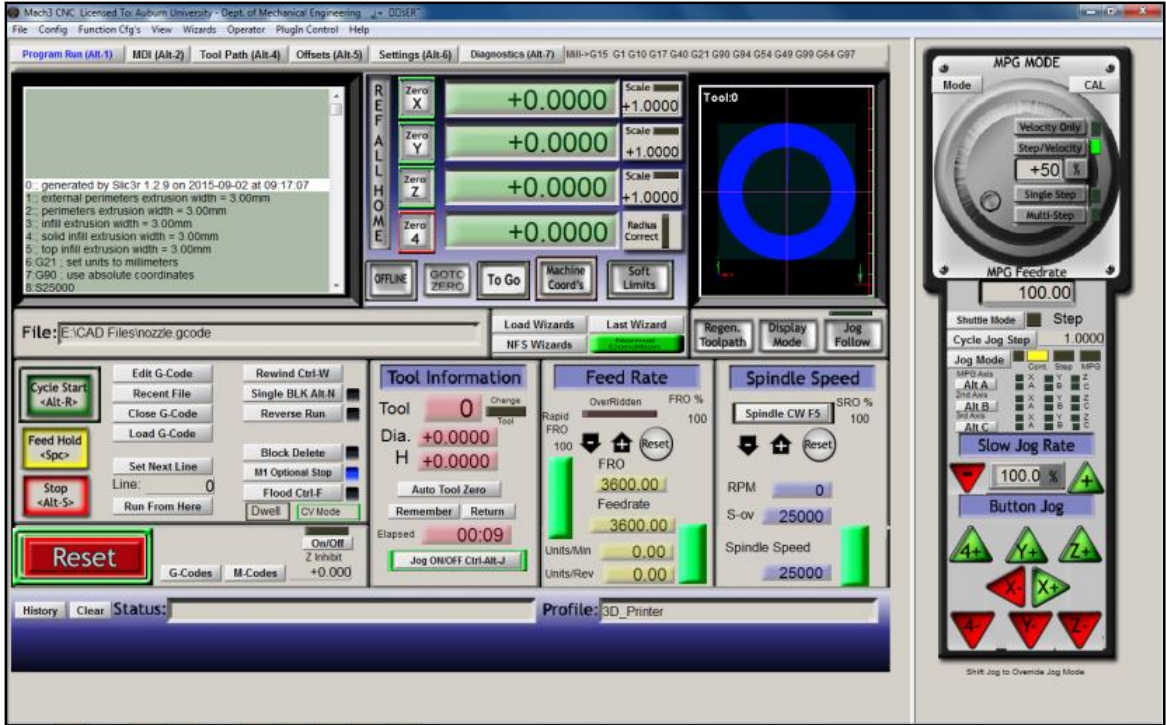 Mach3 CNC Licensed To: Auburn University - Dept. of Mechanical Engineering
File Config Function Cfg's View Wizards Operator PlugIn Control Help
Program Run (Alt-1) MDI (Alt-2) Tool Path (Alt-4) Offsets (Alt-5) Settings (Alt-6) Diagnostics (Alt-7) Mill->G15 G1 G10 G17 G40 G21 G90 G94 G54 G49 G99 G64 G97
0:; generated by Slic3r 1.2.9 on 2015-09-02 at 09:17:07
1:; external perimeters extrusion width = 3.00mm
2:; perimeters extrusion width = 3.00mm
3:; infill extrusion width = 3.00mm
4:; solid infill extrusion width = 3.00mm
5:; top infill extrusion width = 3.00mm
6:G21 ; set units to millimeters
7:G90 ; use absolute coordinates
8:S25000
REF ALL HOME
Zero X +0.0000 Scale +1.0000
Zero Y +0.0000 Scale +1.0000
Zero Z +0.0000 Scale +1.0000
Zero 4 +0.0000 Radius Correct
OFFLINE GOTO ZERO To Go Machine Coord's Soft Limits
Tool:0
File: E:\CAD Files\nozzle.gcode
Load Wizards Last Wizard
NFS Wizards Normal Condition
Regen. Toolpath Display Mode Jog Follow
Cycle Start <Alt-R>
Feed Hold <Spc>
Stop <Alt-S>
Edit G-Code Rewind Ctrl-W
Recent File Single BLK Alt-N
Close G-Code Reverse Run
Load G-Code
Block Delete
Set Next Line M1 Optional Stop
Line: 0 Flood Ctrl-F
Run From Here Dwell CV Mode
Reset
G-Codes M-Codes
On/Off
Z Inhibit
+0.000
Tool Information
Tool 0 Change Tool
Dia. +0.0000
H +0.0000
Auto Tool Zero
Remember Return
Elapsed 00:09
Jog ON/OFF Ctrl-Alt-J
Feed Rate
OverRidden FRO %
100
Rapid FRO
100
Reset
FRO
3600.00
Feedrate
3600.00
Units/Min 0.00
Units/Rev 0.00
Spindle Speed
Spindle CW F5
SRO %
100
Reset
RPM 0
S-ov 25000
Spindle Speed
25000
History Clear Status: Profile: 3D_Printer
MPG MODE
Mode CAL
Velocity Only
Step/Velocity
+50 %
Single Step
Multi-Step
MPG Feedrate
100.00
Shuttle Mode Step
Cycle Jog Step 1.0000
Jog Mode Cont. Step MPG
MPG Axis
Alt A X Y Z
A B C
2nd Axis
Alt B X Y Z
A B C
3rd Axis
Alt C X Y Z
A B C
Slow Jog Rate
- 100.0 % +
Button Jog
4+ Y+ Z+
X- X+
4- Y- Z-
Shift Jog to Override Jog Mode